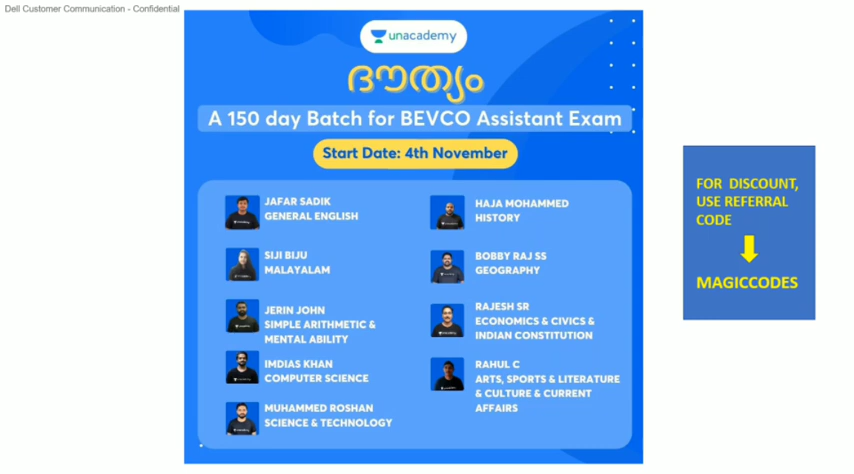 Dell Customer Communication - Confidential
unacademy
ദൗത്യം
A 150 day Batch for BEVCO Assistant Exam
Start Date: 4th November
JAFAR SADIK
GENERAL ENGLISH
SIJI BIJU
MALAYALAM
JERIN JOHN
SIMPLE ARITHMETIC &
MENTAL ABILITY
IMDIAS KHAN
COMPUTER SCIENCE
MUHAMMED ROSHAN
SCIENCE & TECHNOLOGY
HAJA MOHAMMED
HISTORY
BOBBY RAJ SS
GEOGRAPHY
RAJESH SR
ECONOMICS & CIVICS &
INDIAN CONSTITUTION
RAHUL C
ARTS, SPORTS & LITERATURE
& CULTURE & CURRENT
AFFAIRS
FOR DISCOUNT,
USE REFERRAL
CODE
MAGICCODES